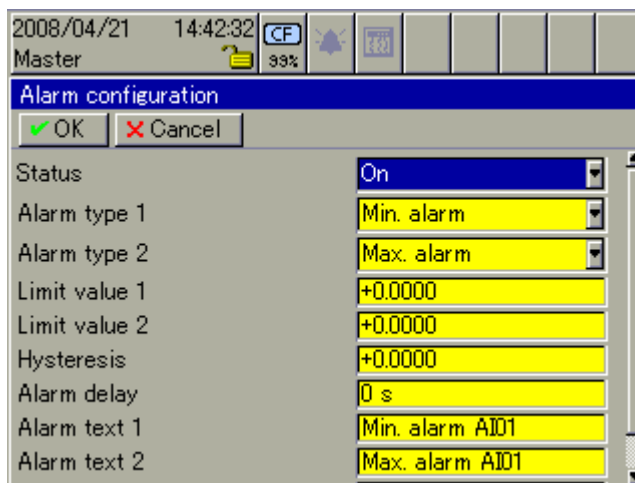 2008/04/21 14:42:32 CF
Master 99%
Alarm configuration
OK Cancel
Status On
Alarm type 1 Min. alarm
Alarm type 2 Max. alarm
Limit value 1 +0.0000
Limit value 2 +0.0000
Hysteresis +0.0000
Alarm delay 0 s
Alarm text 1 Min. alarm AI01
Alarm text 2 Max. alarm AI01